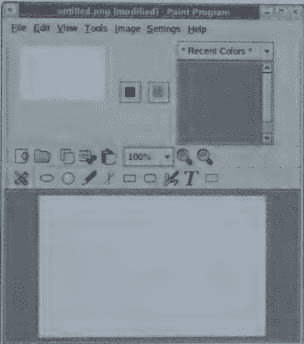 untitled.png [modified] - Paint Program
File Edit View Tools Image Settings Help
* Recent Colors *
100%
T